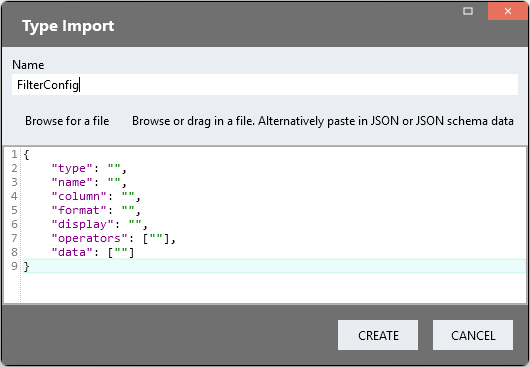 Type Import
Name
FilterConfig
Browse for a file Browse or drag in a file. Alternatively paste in JSON or JSON schema data
1 {
2 "type": "",
3 "name": "",
4 "column": "",
5 "format": "",
6 "display": "",
7 "operators": [""],
8 "data": [""]
9 }
CREATE CANCEL